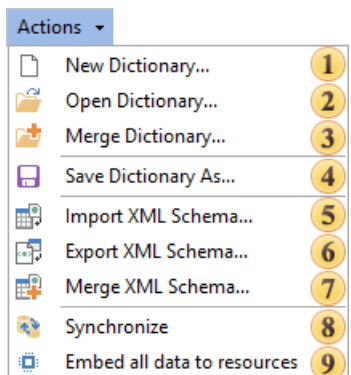 Actions
New Dictionary... 1
Open Dictionary... 2
Merge Dictionary... 3
Save Dictionary As... 4
Import XML Schema... 5
Export XML Schema... 6
Merge XML Schema... 7
Synchronize 8
Embed all data to resources 9